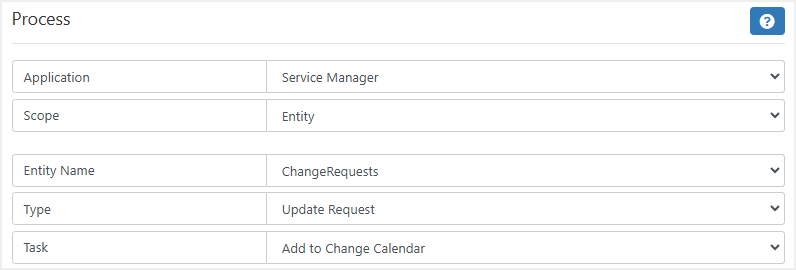 Process
Application Service Manager
Scope Entity
Entity Name ChangeRequests
Type Update Request
Task Add to Change Calendar